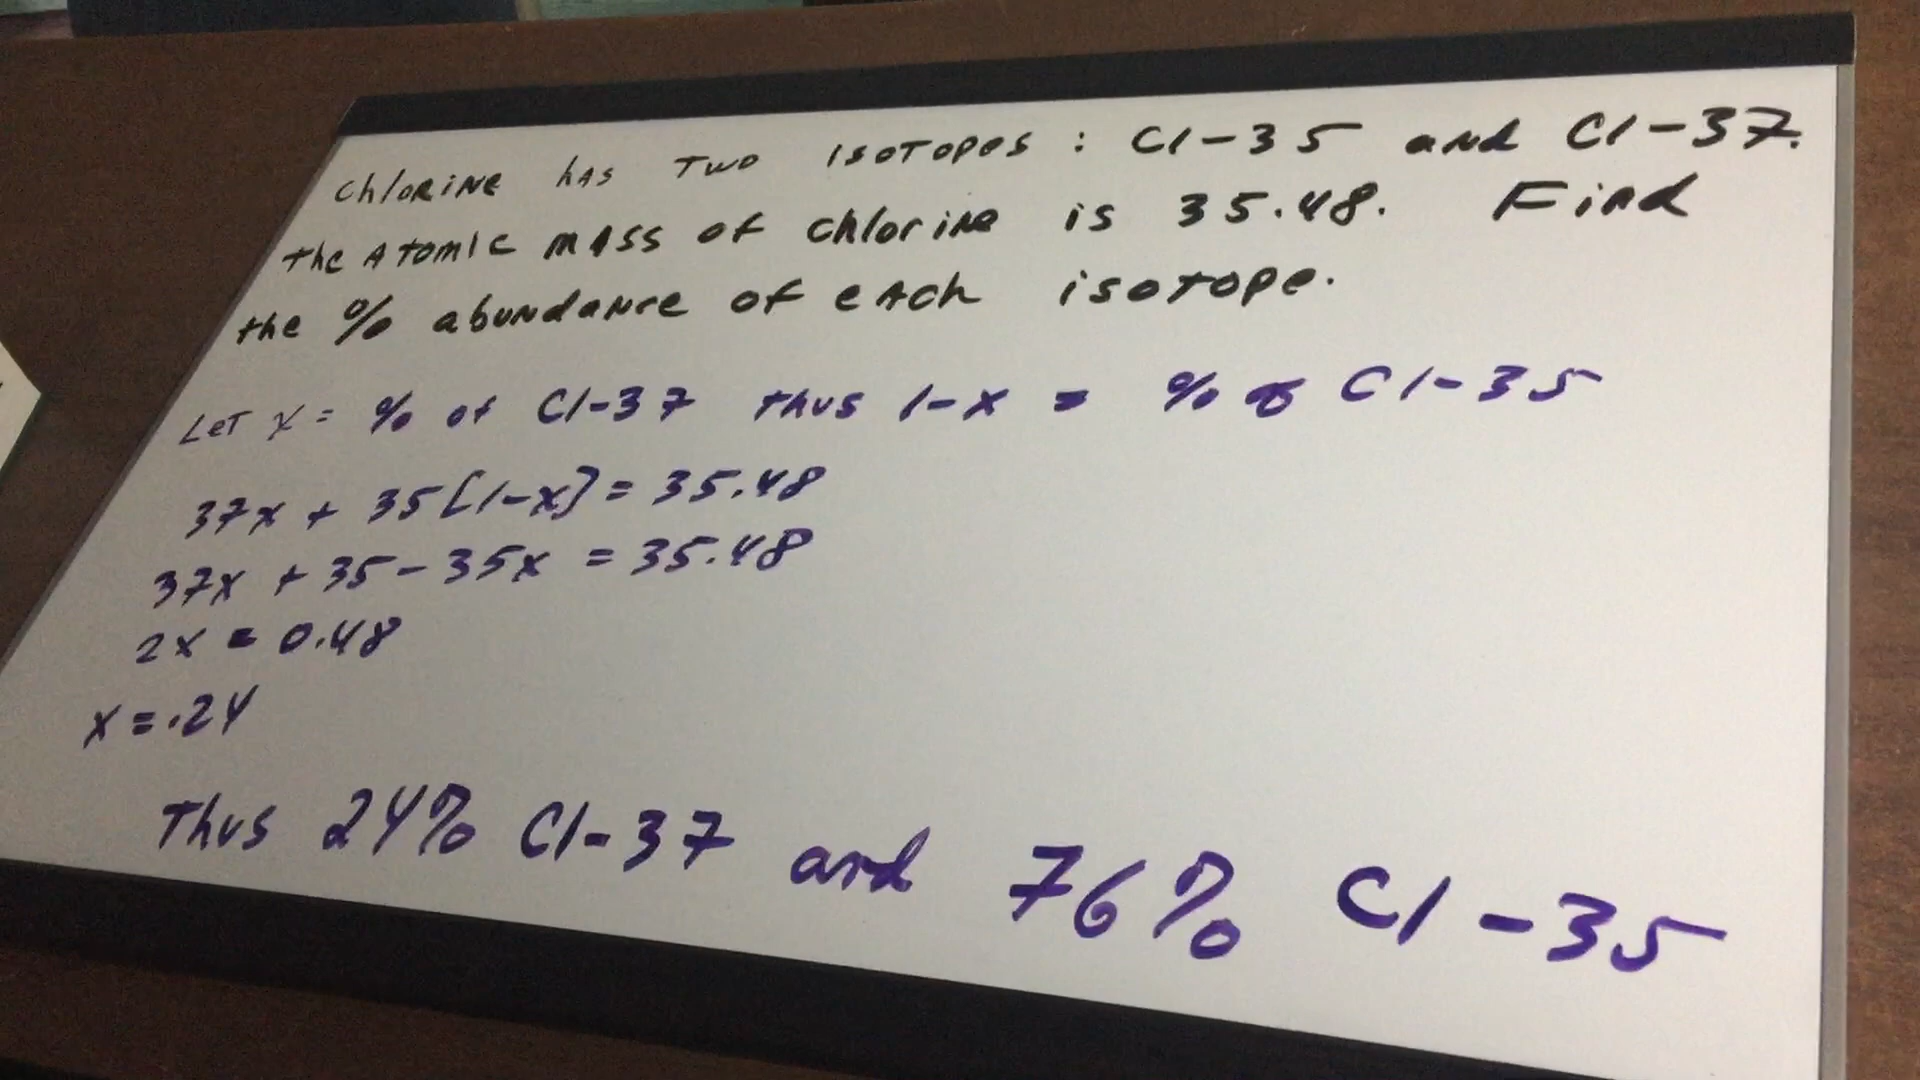 Chlorine has Two isotopes : Cl-35 and Cl-37.
The Atomic mass of chlorine is 35.48. Find
the % abundance of each isotope.
Let x = % of Cl-37 thus 1-x = % of Cl-35
37x + 35[1-x] = 35.48
37x + 35 - 35x = 35.48
2x = 0.48
x = .24
Thus 24% Cl-37 and 76% Cl-35